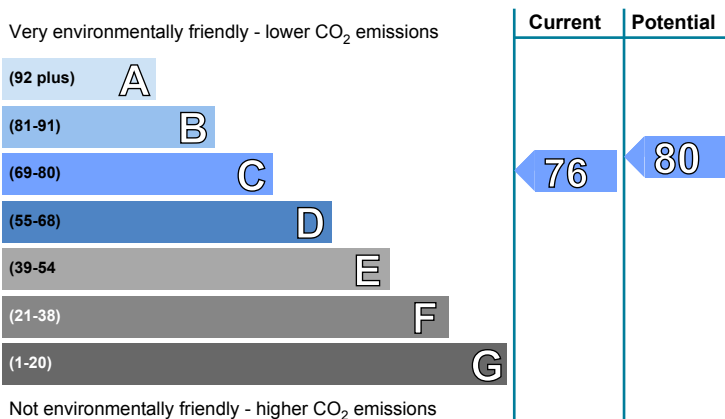 Current Potential
Very environmentally friendly - lower CO2 emissions
(92 plus) A
(81-91) B
(69-80) C 76 80
(55-68) D
(39-54 E
(21-38) F
(1-20) G
Not environmentally friendly - higher CO2 emissions